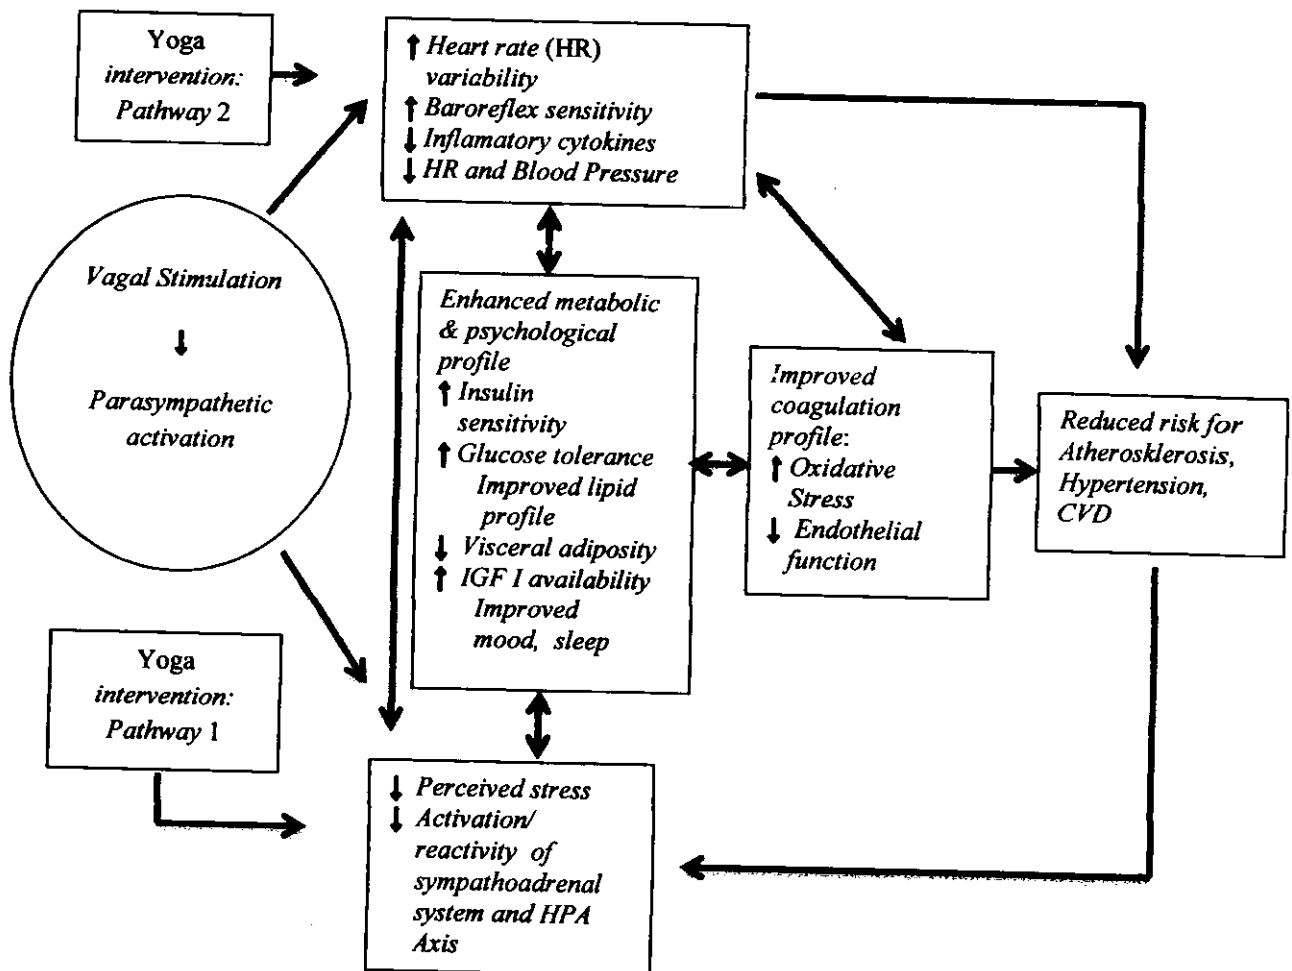 Yoga
intervention:
Pathway 2
↑ Heart rate (HR)
variability
↑ Baroreflex sensitivity
↓ Inflamatory cytokines
↓ HR and Blood Pressure
Vagal Stimulation
↓
Parasympathetic
activation
Enhanced metabolic
& psychological
profile
↑ Insulin
sensitivity
↑ Glucose tolerance
Improved lipid
profile
↓ Visceral adiposity
↑ IGF I availability
Improved
mood, sleep
Improved
coagulation
profile:
↑ Oxidative
Stress
↓ Endothelial
function
Reduced risk for
Atherosklerosis,
Hypertension,
CVD
Yoga
intervention:
Pathway 1
↓ Perceived stress
↓ Activation/
reactivity of
sympathoadrenal
system and HPA
Axis